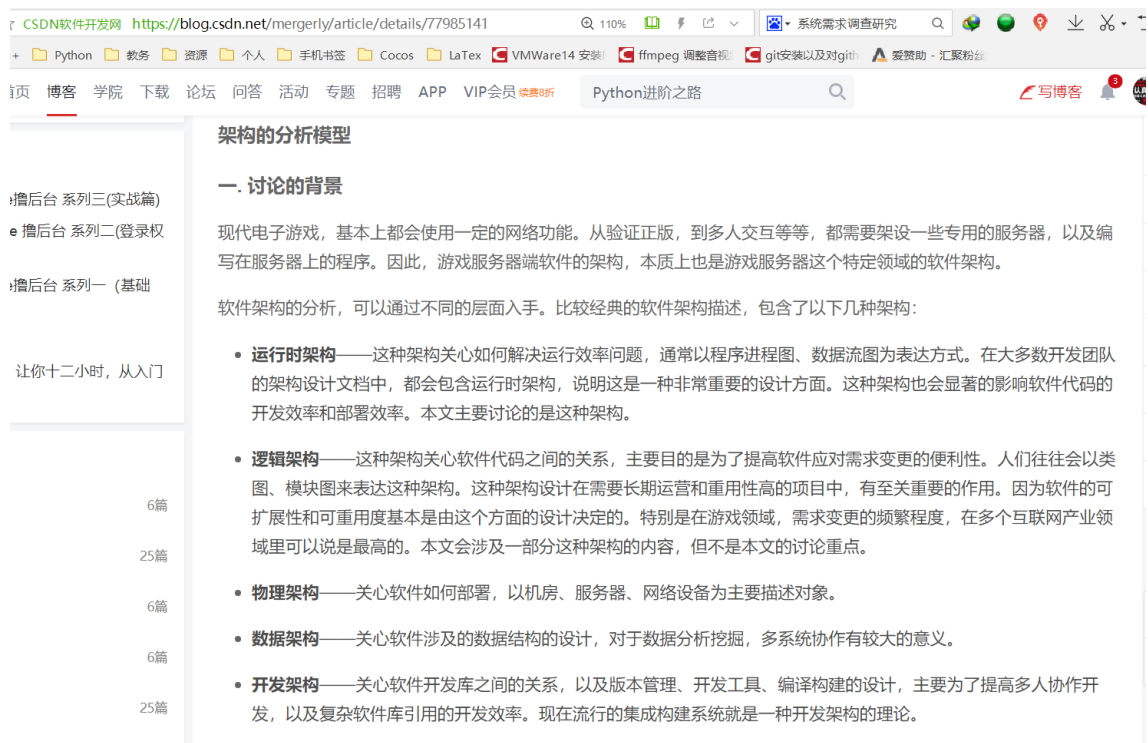 CSDN软件开发网 https://blog.csdn.net/mergerly/article/details/77985141 110% 系统需求调查研究
Python 教务 资源 个人 手机书签 Cocos LaTex VMWare14 安装 ffmpeg 调整音视 git安装以及对gith 爱赞助 - 汇聚粉丝
首页 博客 学院 下载 论坛 问答 活动 专题 招聘 APP VIP会员 续费8折 Python进阶之路 写博客 3
架构的分析模型
一. 讨论的背景
e撸后台 系列三(实战篇)
e 撸后台 系列二(登录权
现代电子游戏，基本上都会使用一定的网络功能。从验证正版，到多人交互等等，都需要架设一些专用的服务器，以及编
写在服务器上的程序。因此，游戏服务器端软件的架构，本质上也是游戏服务器这个特定领域的软件架构。
e撸后台 系列一（基础
软件架构的分析，可以通过不同的层面入手。比较经典的软件架构描述，包含了以下几种架构：
运行时架构——这种架构关心如何解决运行效率问题，通常以程序进程图、数据流图为表达方式。在大多数开发团队
让你十二小时，从入门
的架构设计文档中，都会包含运行时架构，说明这是一种非常重要的设计方面。这种架构也会显著的影响软件代码的
开发效率和部署效率。本文主要讨论的是这种架构。
逻辑架构——这种架构关心软件代码之间的关系，主要目的是为了提高软件应对需求变更的便利性。人们往往会以类
图、模块图来表达这种架构。这种架构设计在需要长期运营和重用性高的项目中，有至关重要的作用。因为软件的可
扩展性和可重用度基本是由这个方面的设计决定的。特别是在游戏领域，需求变更的频繁程度，在多个互联网产业领
域里可以说是最高的。本文会涉及一部分这种架构的内容，但不是本文的讨论重点。
物理架构——关心软件如何部署，以机房、服务器、网络设备为主要描述对象。
数据架构——关心软件涉及的数据结构的设计，对于数据分析挖掘，多系统协作有较大的意义。
开发架构——关心软件开发库之间的关系，以及版本管理、开发工具、编译构建的设计，主要为了提高多人协作开
发，以及复杂软件库引用的开发效率。现在流行的集成构建系统就是一种开发架构的理论。
6篇
25篇
6篇
6篇
25篇